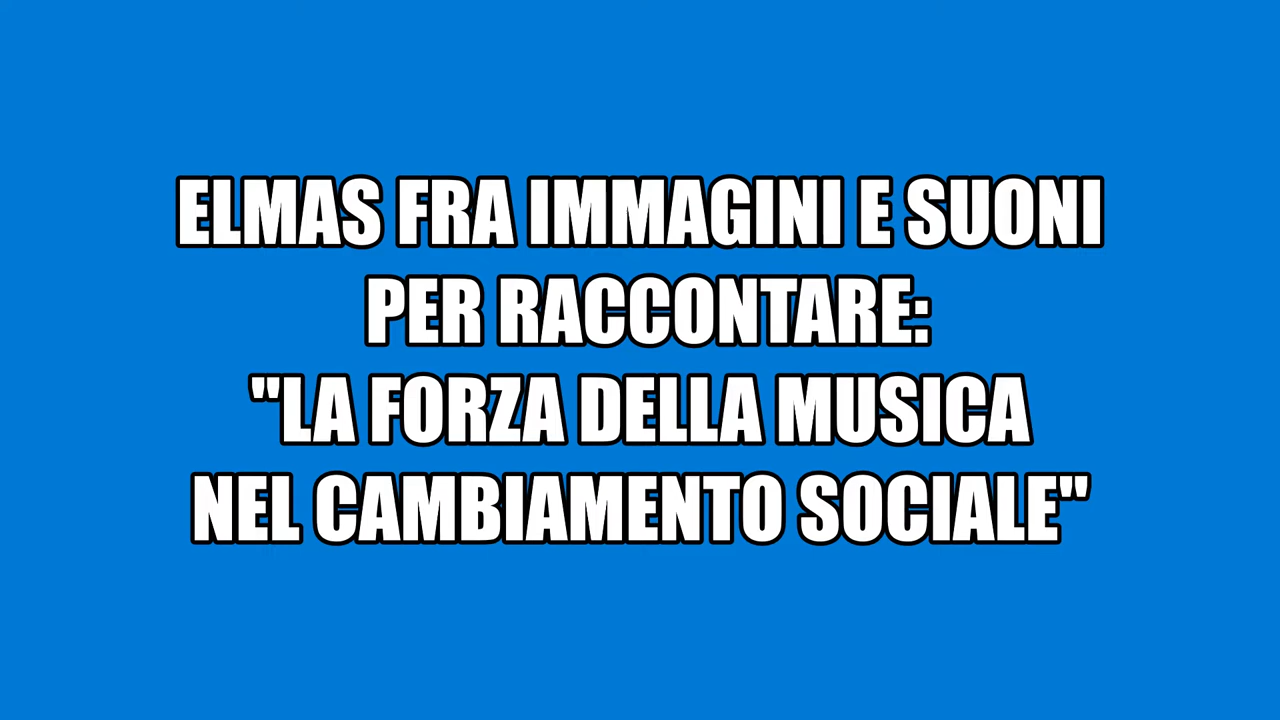 ELMAS FRA IMMAGINI E SUONI
PER RACCONTARE:
"LA FORZA DELLA MUSICA
NEL CAMBIAMENTO SOCIALE"